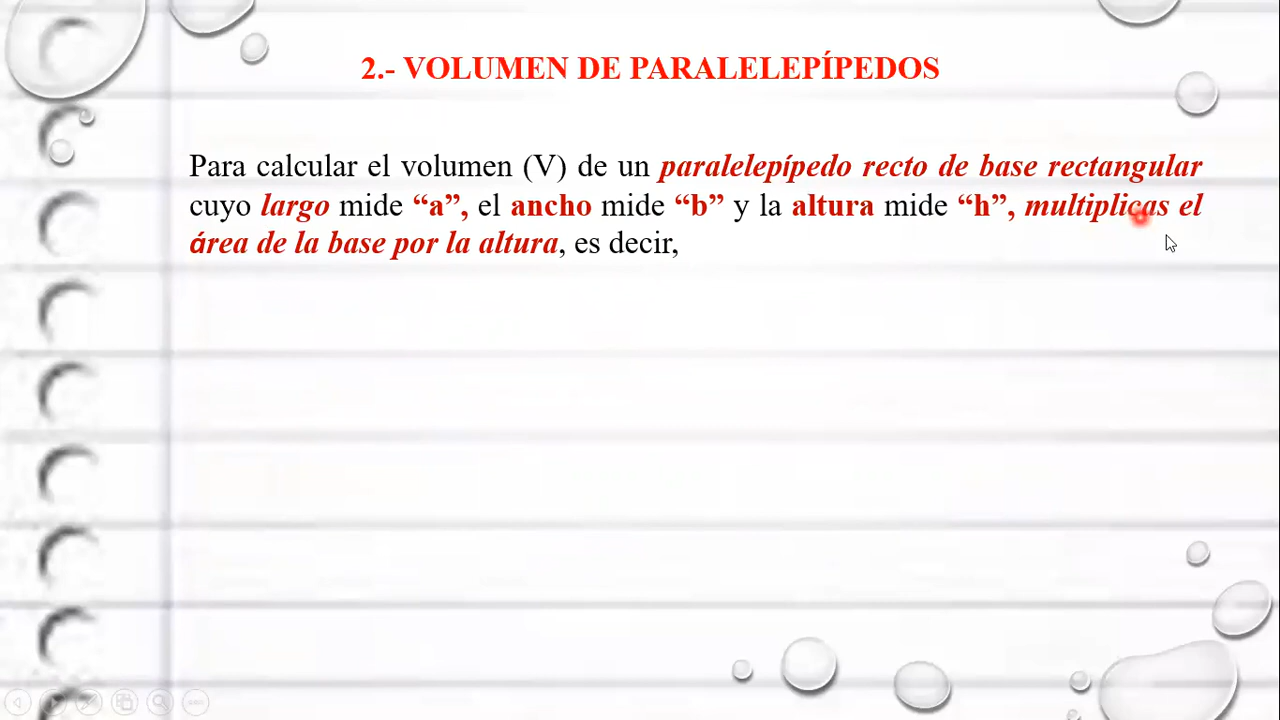 2.- VOLUMEN DE PARALELEPÍPEDOS
Para calcular el volumen (V) de un paralelepípedo recto de base rectangular
cuyo largo mide “a”, el ancho mide “b” y la altura mide “h”, multiplicas el
área de la base por la altura, es decir,